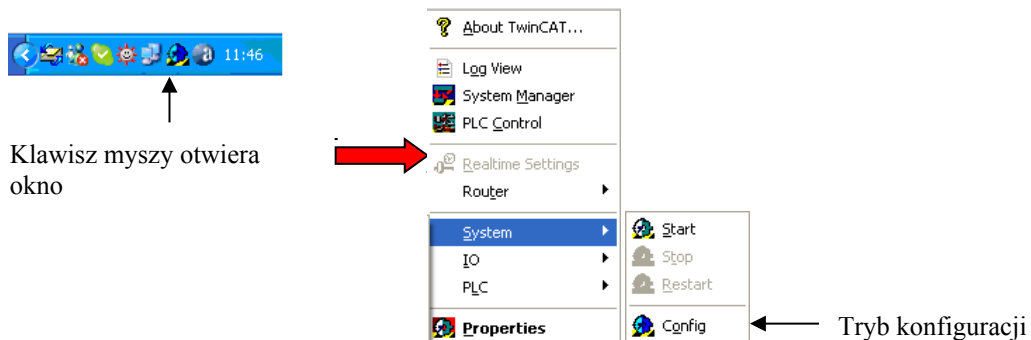 11:46
Klawisz myszy otwiera
okno
About TwinCAT...
Log View
System Manager
PLC Control
Realtime Settings
Router
System
IO
PLC
Properties
Start
Stop
Restart
Config
Tryb konfiguracji